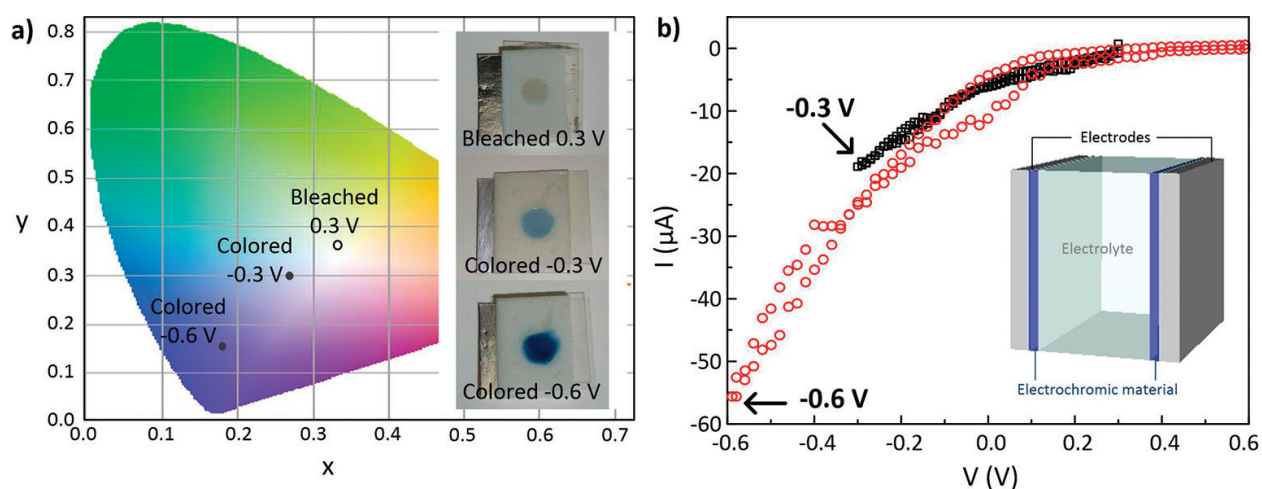 a)
0.8
0.7
0.6
0.5
0.4
0.3
0.2
0.1
0.0
y
0.0 0.1 0.2 0.3 0.4 0.5 0.6 0.7
x
Bleached
0.3 V
Colored
-0.3 V
Colored
-0.6 V
Bleached 0.3 V
Colored -0.3 V
Colored -0.6 V
b)
0
-10
-20
-30
-40
-50
-60
I (µA)
-0.6 -0.4 -0.2 0.0 0.2 0.4 0.6
V (V)
-0.3 V
-0.6 V
Electrodes
Electrolyte
Electrochromic material